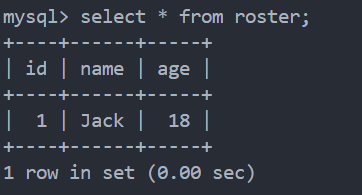 mysql> select * from roster;
+----+------+-----+
| id | name | age |
+----+------+-----+
|  1 | Jack |  18 |
+----+------+-----+
1 row in set (0.00 sec)